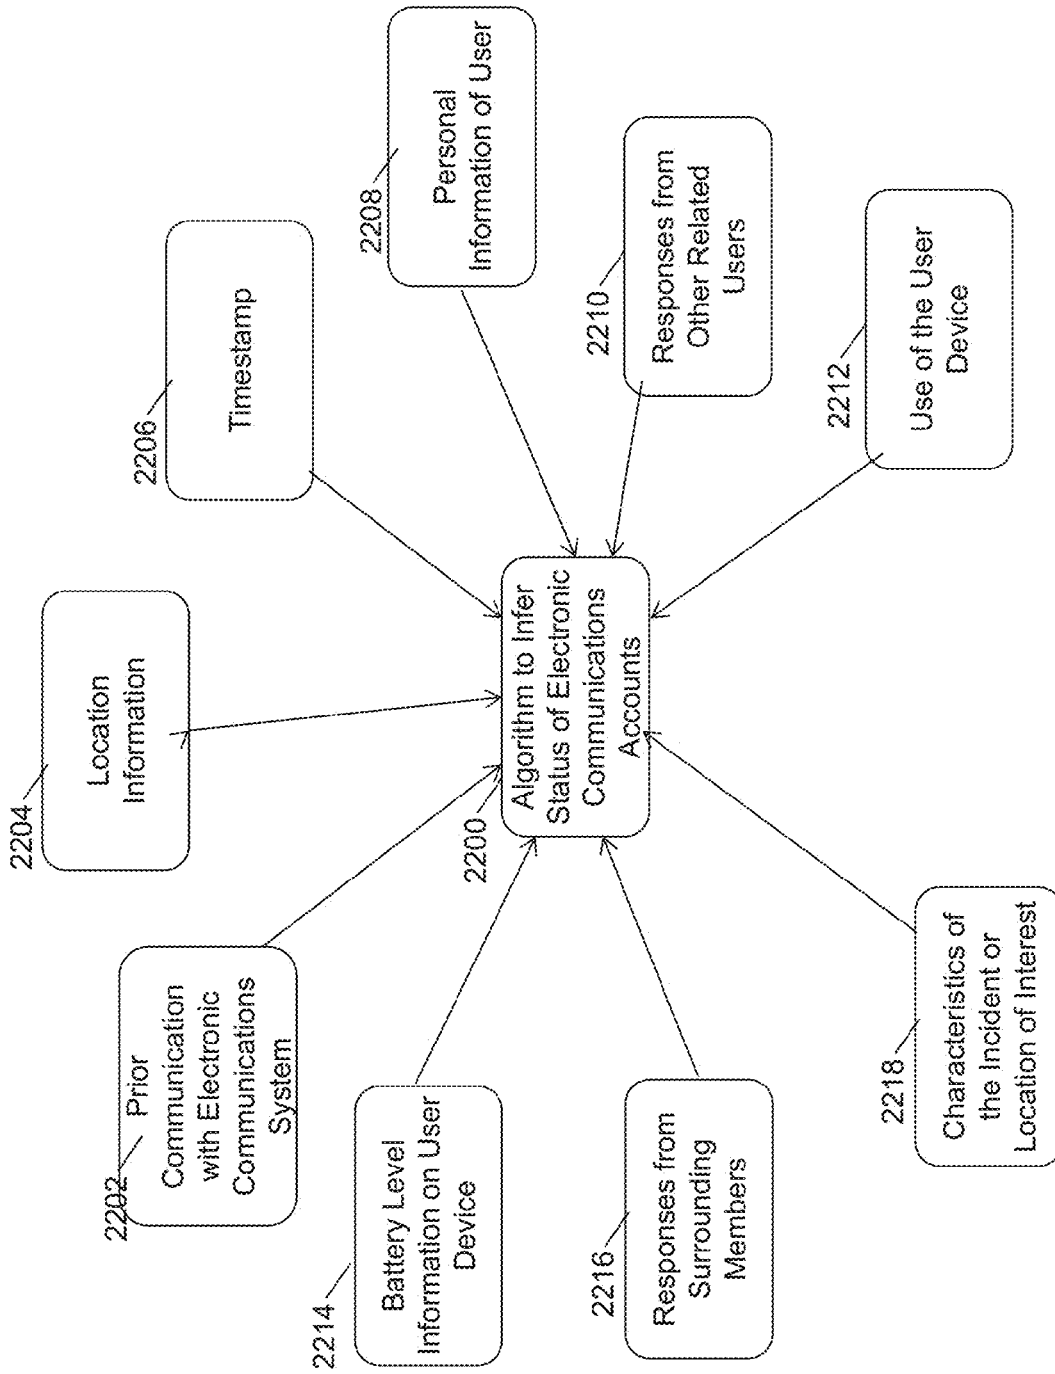 2202
Prior
Communication
with Electronic
Communications
System
2204
Location
Information
2206
Timestamp
2208
Personal
Information of User
2210
Responses from
Other Related
Users
2212
Use of the User
Device
2214
Battery Level
Information on User
Device
2200
Algorithm to Infer
Status of Electronic
Communications
Accounts
2216
Responses from
Surrounding
Members
2218
Characteristics of
the Incident or
Location of Interest